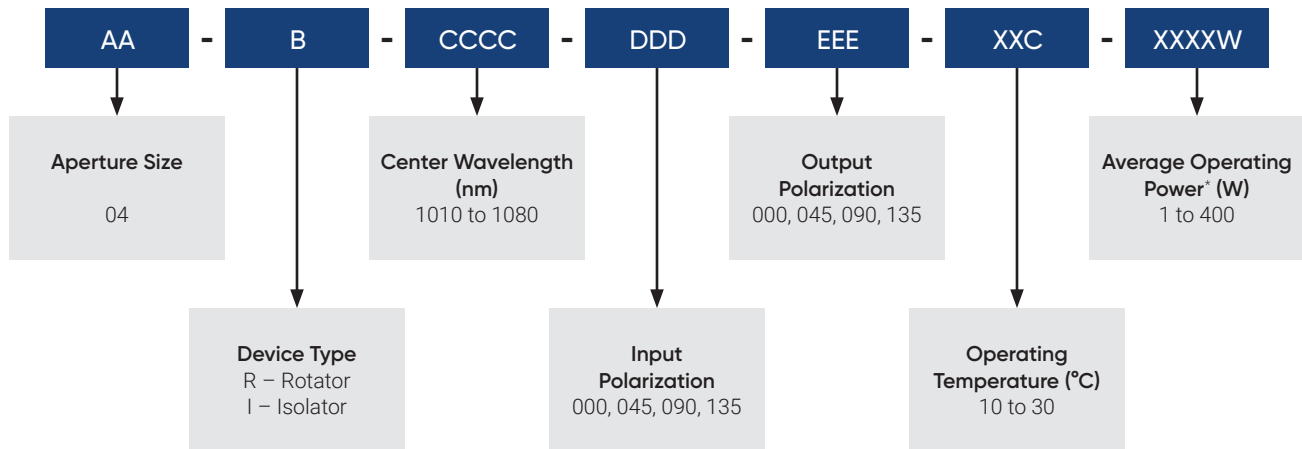 AA - B - CCCC - DDD - EEE - XXC - XXXXW
Aperture Size
04
Center Wavelength
(nm)
1010 to 1080
Output
Polarization
000, 045, 090, 135
Average Operating
Power* (W)
1 to 400
Device Type
R – Rotator
I – Isolator
Input
Polarization
000, 045, 090, 135
Operating
Temperature (°C)
10 to 30